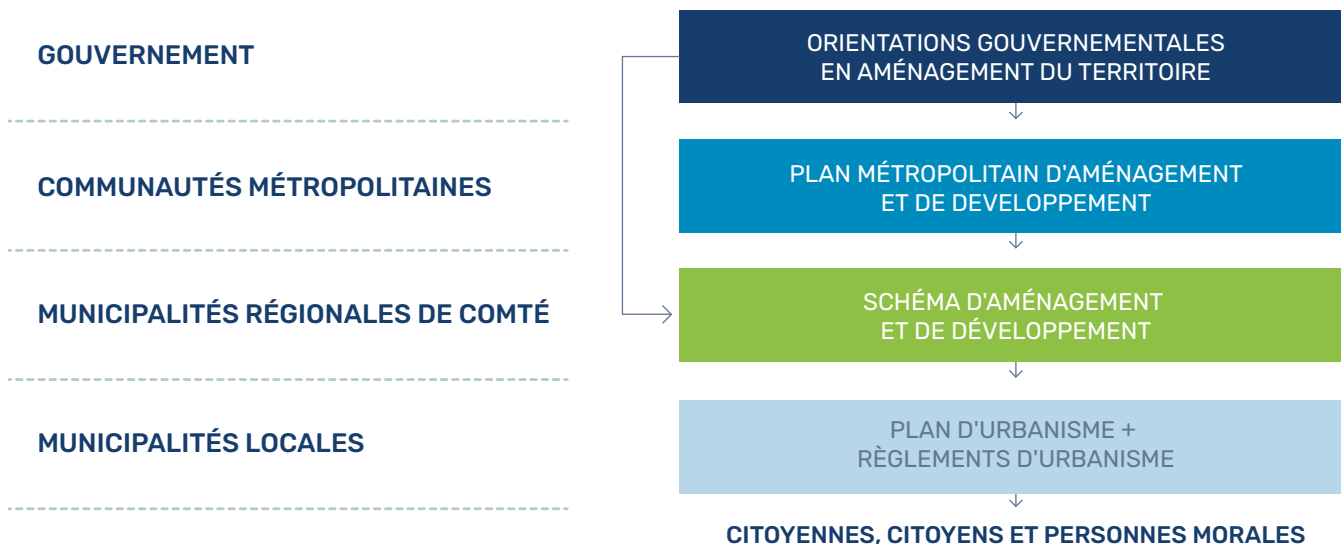 GOUVERNEMENT
ORIENTATIONS GOUVERNEMENTALES
EN AMÉNAGEMENT DU TERRITOIRE
COMMUNAUTÉS MÉTROPOLITAINES
PLAN MÉTROPOLITAIN D'AMÉNAGEMENT
ET DE DEVELOPPEMENT
MUNICIPALITÉS RÉGIONALES DE COMTÉ
SCHÉMA D'AMÉNAGEMENT
ET DE DÉVELOPPEMENT
MUNICIPALITÉS LOCALES
PLAN D'URBANISME +
RÈGLEMENTS D'URBANISME
CITOYENNES, CITOYENS ET PERSONNES MORALES